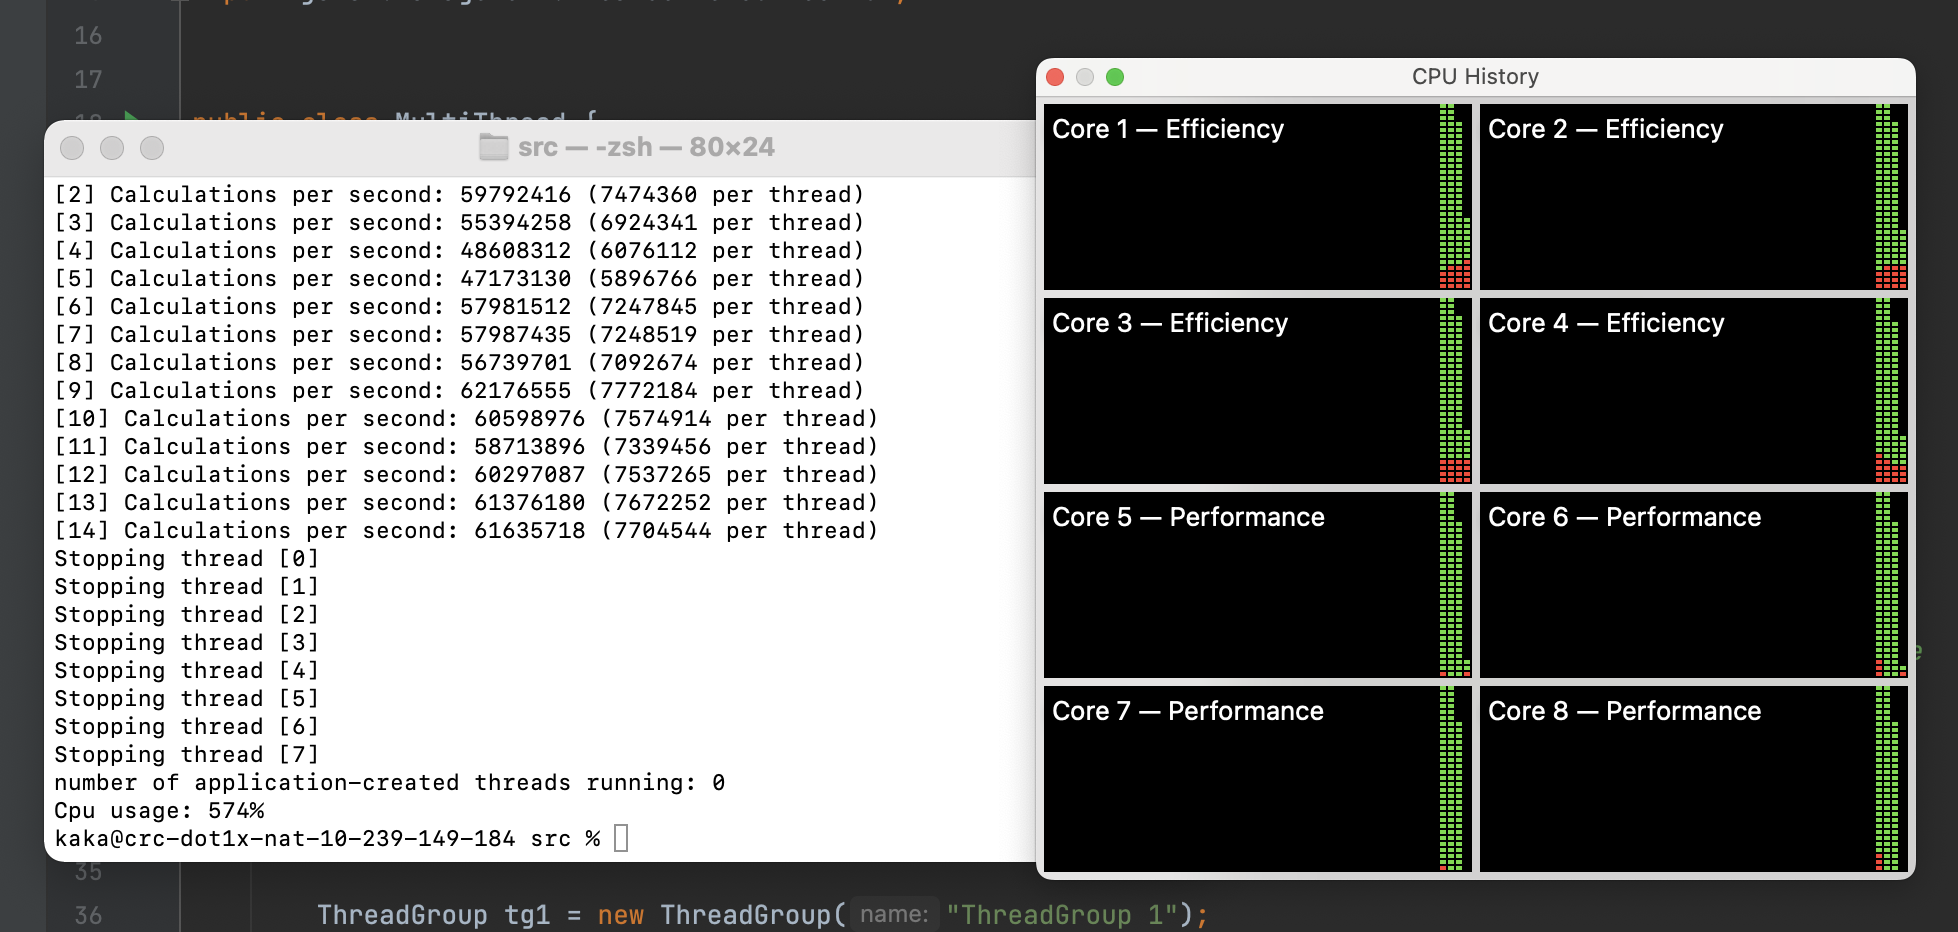 16
17
public class MultiThread {
src — -zsh — 80×24
[2] Calculations per second: 59792416 (7474360 per thread)
[3] Calculations per second: 55394258 (6924341 per thread)
[4] Calculations per second: 48608312 (6076112 per thread)
[5] Calculations per second: 47173130 (5896766 per thread)
[6] Calculations per second: 57981512 (7247845 per thread)
[7] Calculations per second: 57987435 (7248519 per thread)
[8] Calculations per second: 56739701 (7092674 per thread)
[9] Calculations per second: 62176555 (7772184 per thread)
[10] Calculations per second: 60598976 (7574914 per thread)
[11] Calculations per second: 58713896 (7339456 per thread)
[12] Calculations per second: 60297087 (7537265 per thread)
[13] Calculations per second: 61376180 (7672252 per thread)
[14] Calculations per second: 61635718 (7704544 per thread)
Stopping thread [0]
Stopping thread [1]
Stopping thread [2]
Stopping thread [3]
Stopping thread [4]
Stopping thread [5]
Stopping thread [6]
Stopping thread [7]
number of application-created threads running: 0
Cpu usage: 574%
kaka@crc-dot1x-nat-10-239-149-184 src %
CPU History
Core 1 — Efficiency
Core 2 — Efficiency
Core 3 — Efficiency
Core 4 — Efficiency
Core 5 — Performance
Core 6 — Performance
Core 7 — Performance
Core 8 — Performance
35
36 ThreadGroup tg1 = new ThreadGroup( name: "ThreadGroup 1");